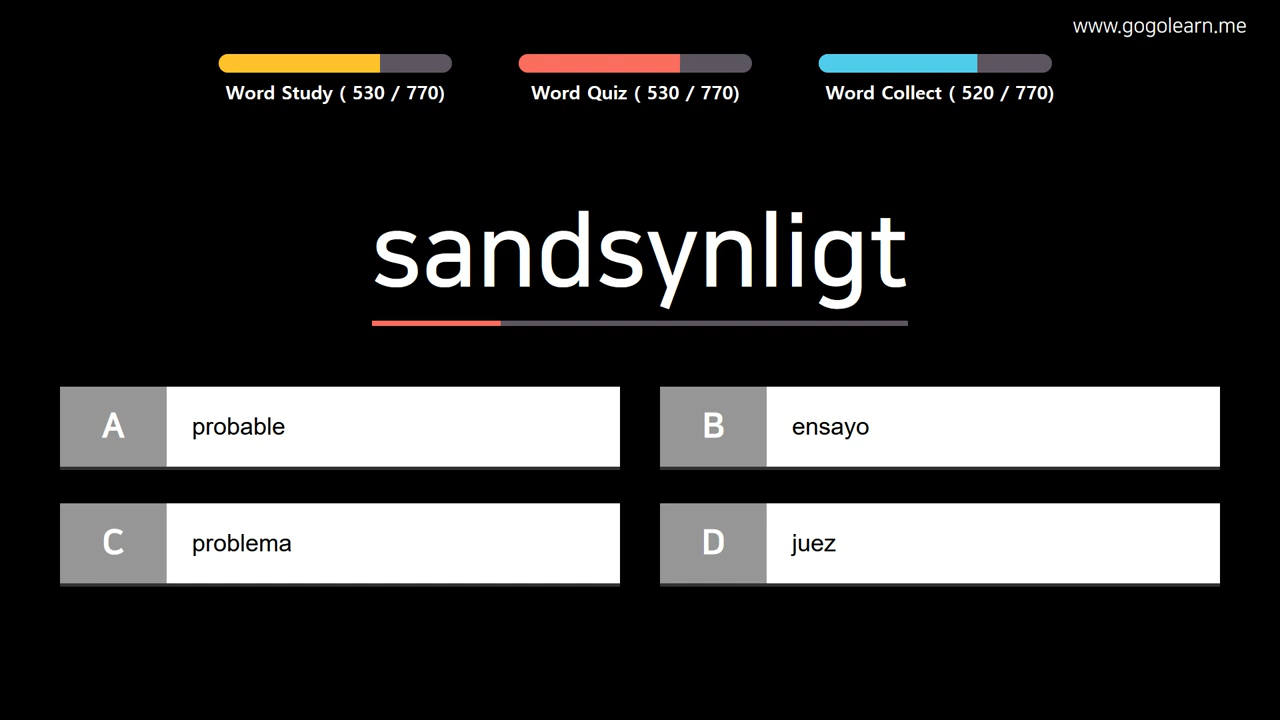 www.gogolearn.me
Word Study ( 530 / 770)
Word Quiz ( 530 / 770)
Word Collect ( 520 / 770)
sandsynligt
A probable
B ensayo
C problema
D juez